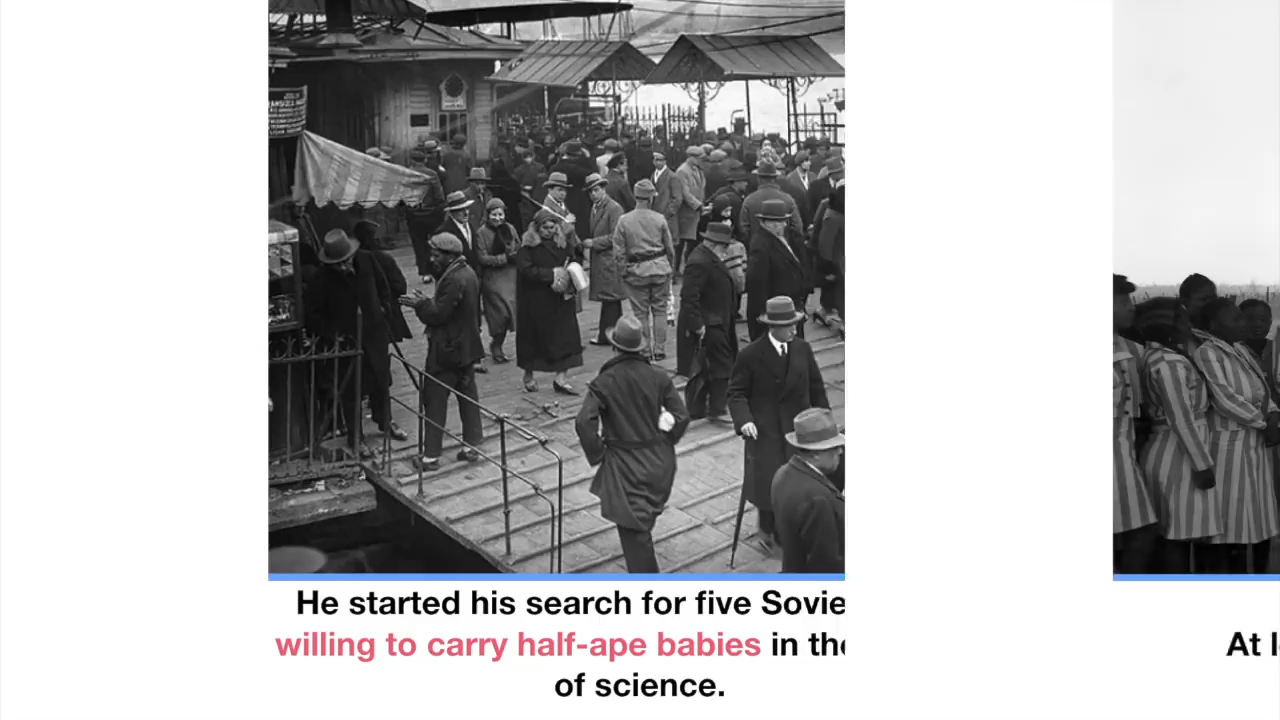 He started his search for five Sovie
willing to carry half-ape babies in the
of science.
At l